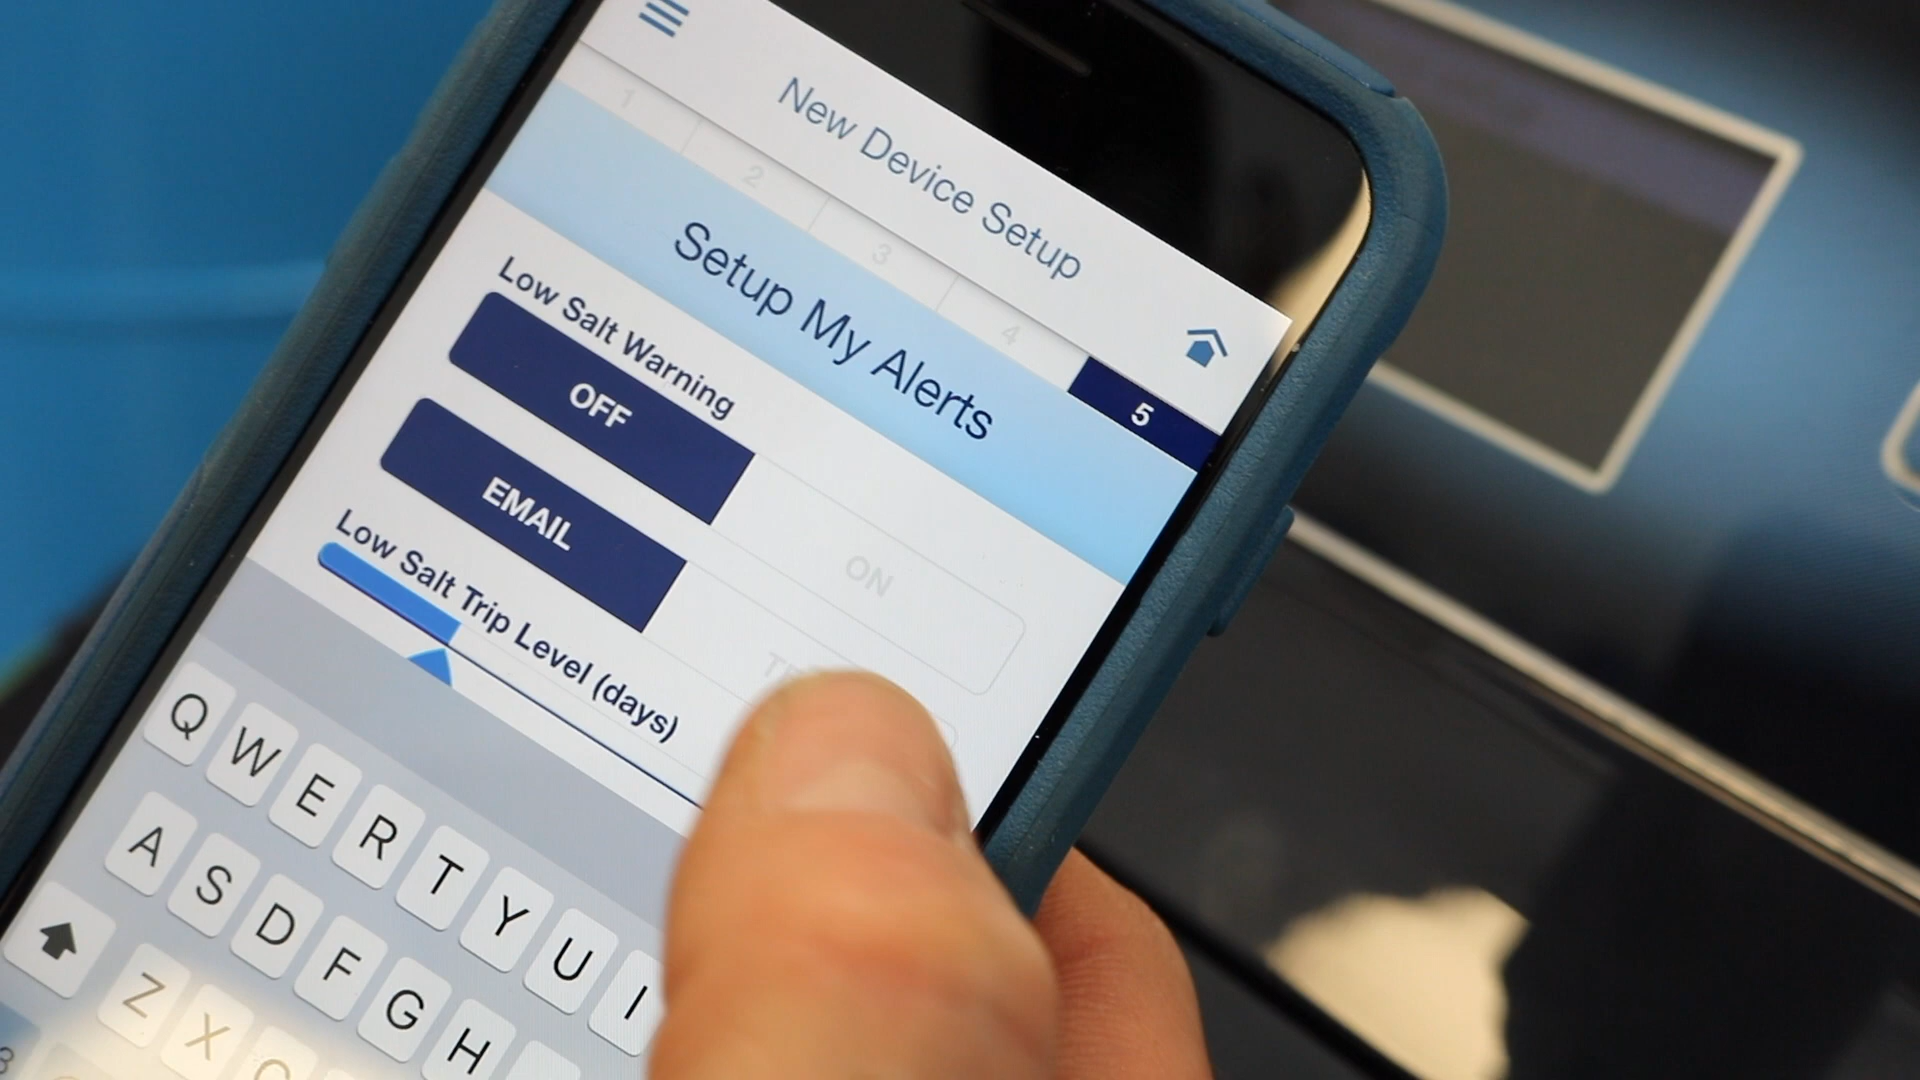 New Device Setup
1 2 3 4 5
Setup My Alerts
Low Salt Warning
OFF ON
EMAIL
Low Salt Trip Level (days)
Q W E R T Y U I
A S D F G H
Z X